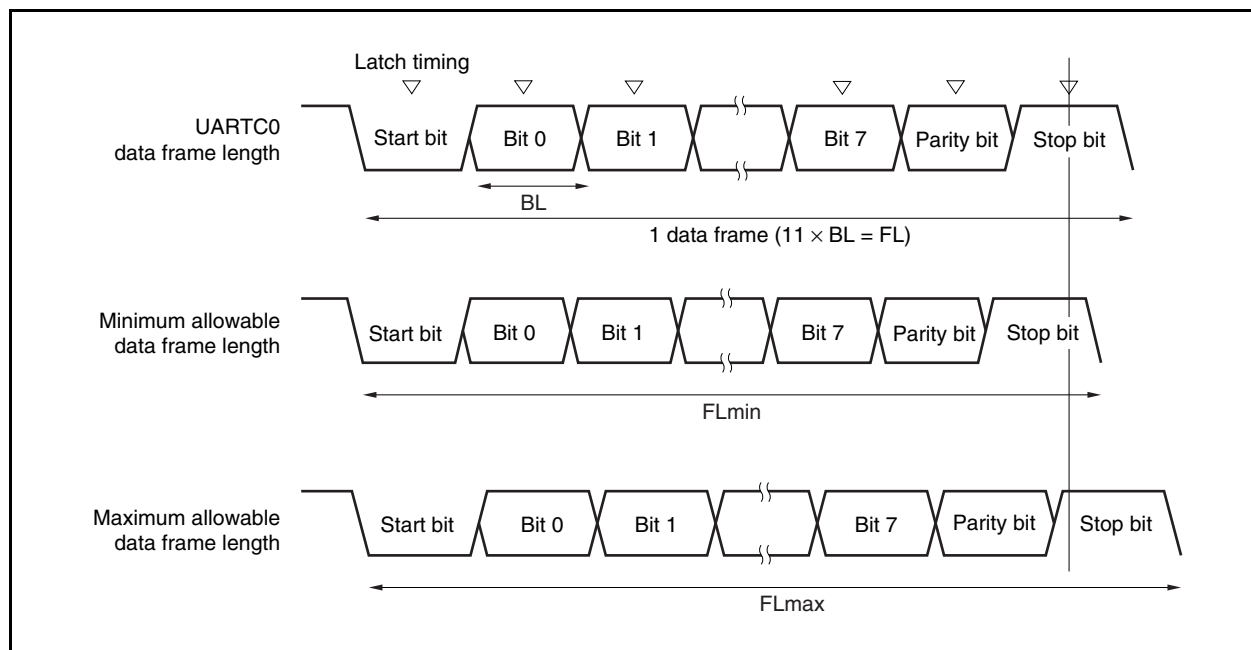 Latch timing
UARTC0
data frame length
Start bit
Bit 0
Bit 1
Bit 7
Parity bit
Stop bit
BL
1 data frame (11 × BL = FL)
Minimum allowable
data frame length
Start bit
Bit 0
Bit 1
Bit 7
Parity bit
Stop bit
FLmin
Maximum allowable
data frame length
Start bit
Bit 0
Bit 1
Bit 7
Parity bit
Stop bit
FLmax